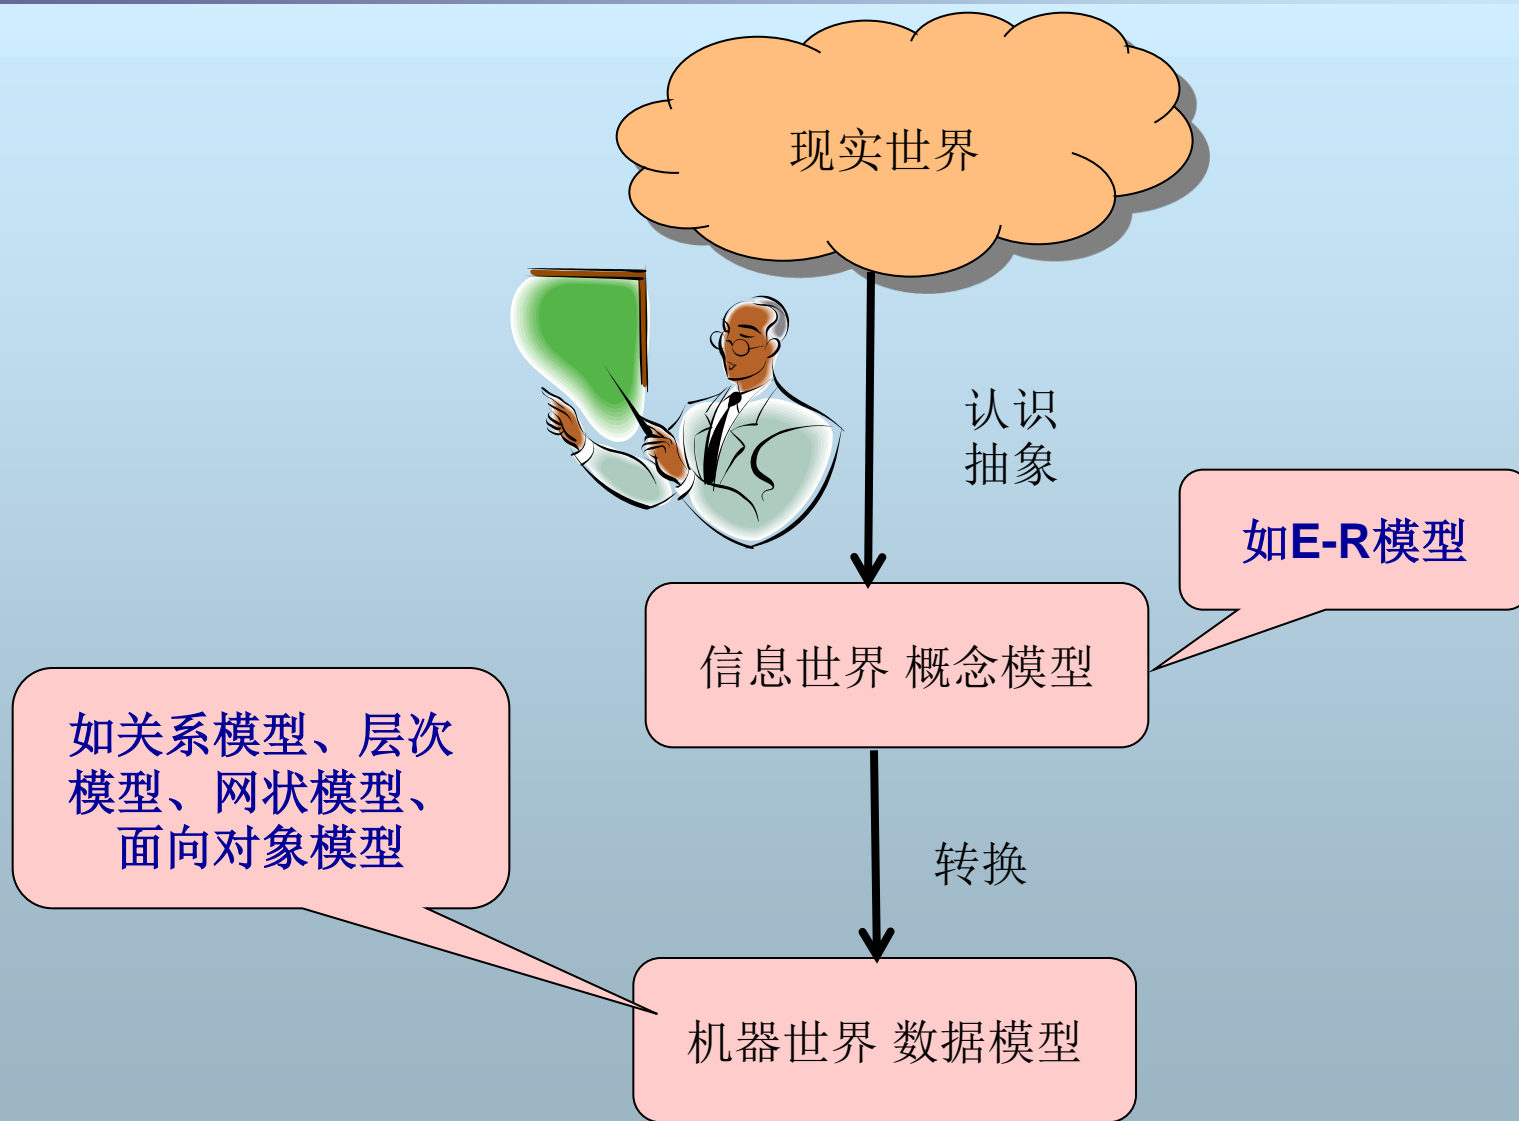 现实世界
认识
抽象
如E-R模型
信息世界 概念模型
如关系模型、层次
模型、网状模型、
面向对象模型
转换
机器世界 数据模型